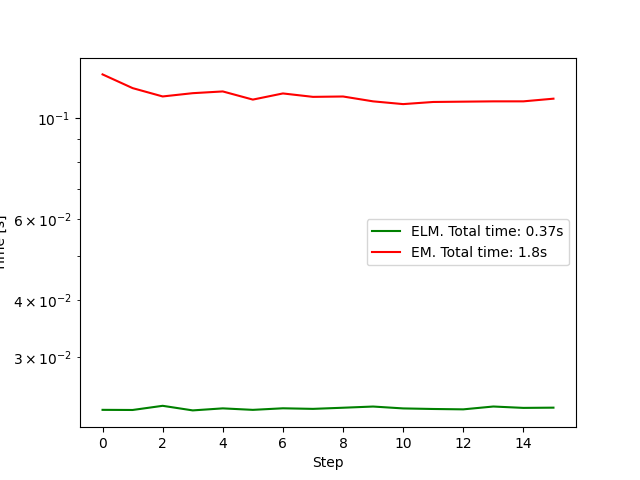 10⁻¹
6 × 10⁻²
4 × 10⁻²
3 × 10⁻²
ELM. Total time: 0.37s
EM. Total time: 1.8s
0 2 4 6 8 10 12 14
Step